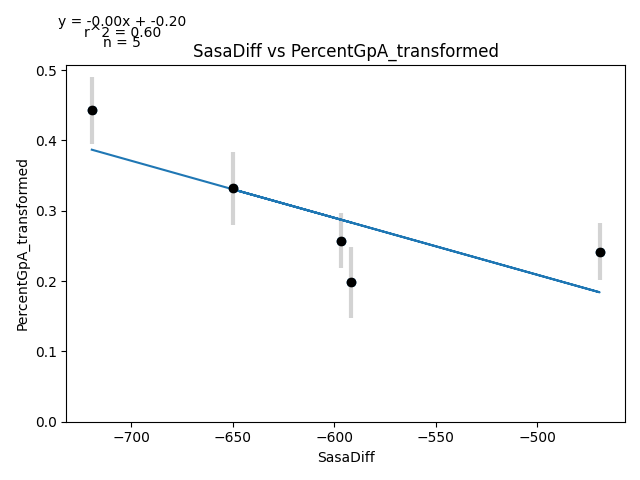 y = -0.00x + -0.20
r^2 = 0.60
n = 5
SasaDiff vs PercentGpA_transformed
0.5
0.4
0.3
0.2
0.1
0.0
PercentGpA_transformed
−700
−650
−600
−550
−500
SasaDiff